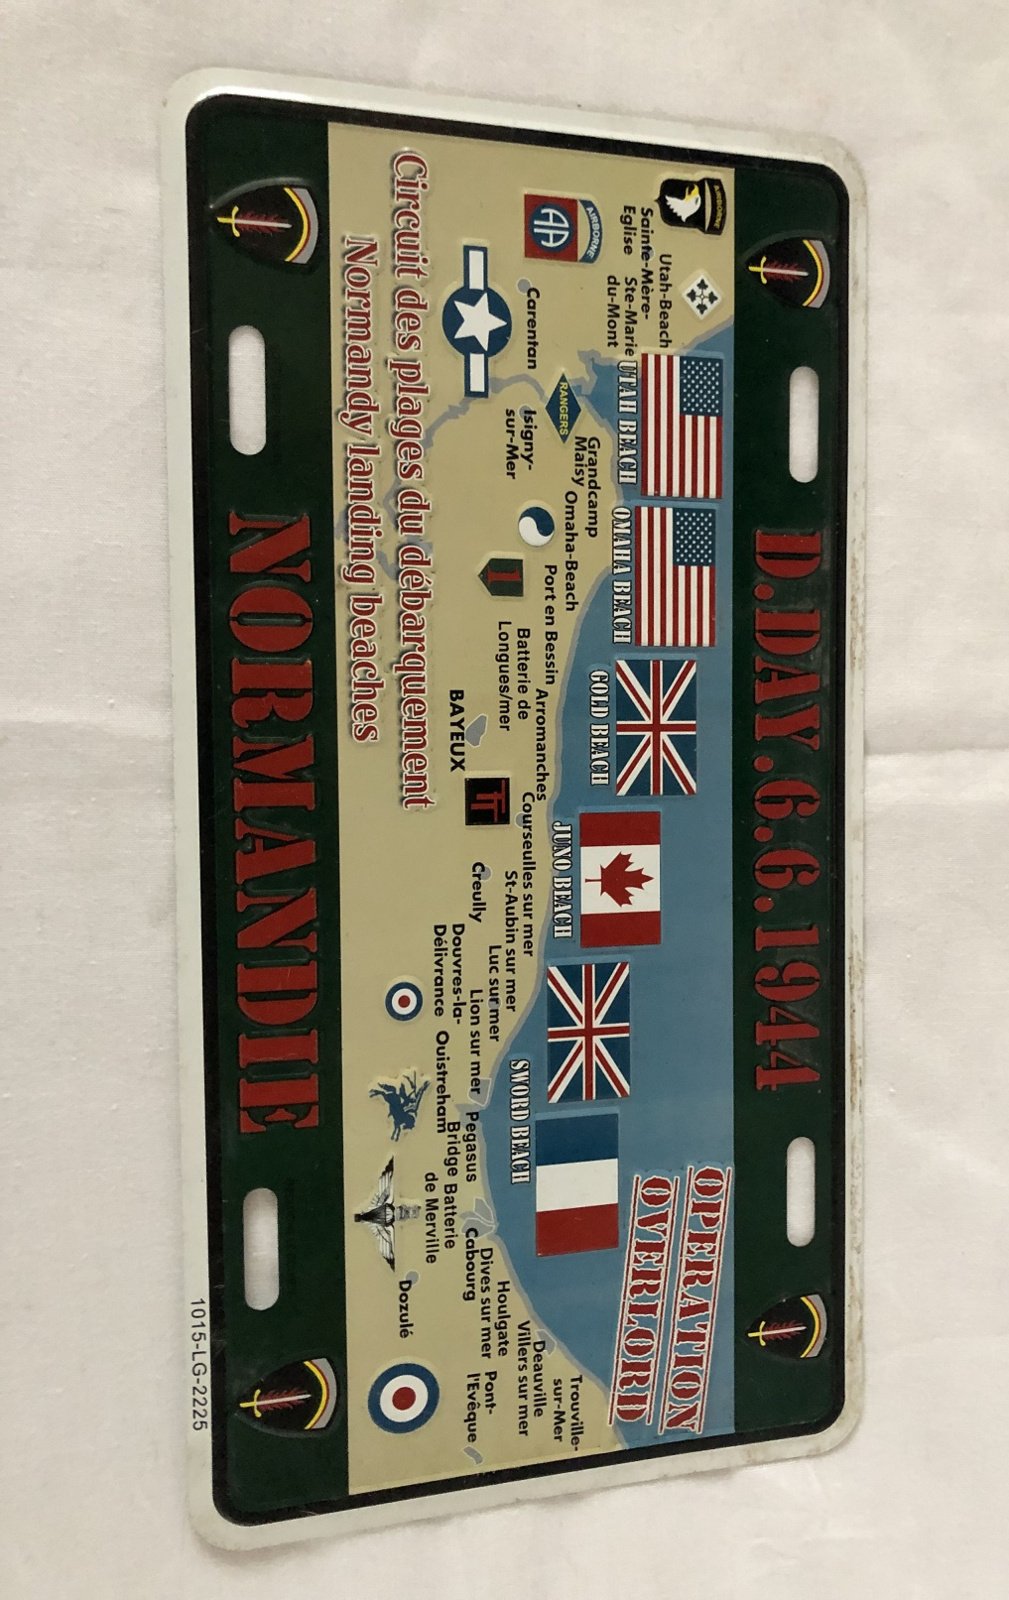 D.DAY.6.6.1944
OPERATION
OVERLORD
AIRBORNE
Utah-Beach
Sainte-Mère-
Eglise
Ste-Marie
du-Mont
UTAH BEACH
OMAHA BEACH
GOLD BEACH
JUNO BEACH
SWORD BEACH
AIRBORNE
AA
Carentan
RANGERS
Isigny-
sur-Mer
Grandcamp
Maisy
Omaha-Beach
1
Port en Bessin
Batterie de
Longues/mer
Arromanches
BAYEUX
TT
Courseulles sur mer
Creully
St-Aubin sur mer
Luc sur mer
Douvres-la-
Délivrance
Lion sur mer
Ouistreham
Pegasus
Bridge
Batterie
de Merville
Cabourg
Dives sur mer
Houlgate
Villers sur mer
Deauville
Trouville-
sur-Mer
Dozulé
Pont-
l'Evêque
Circuit des plages du débarquement
Normandy landing beaches
NORMANDIE
1015-LG-2225